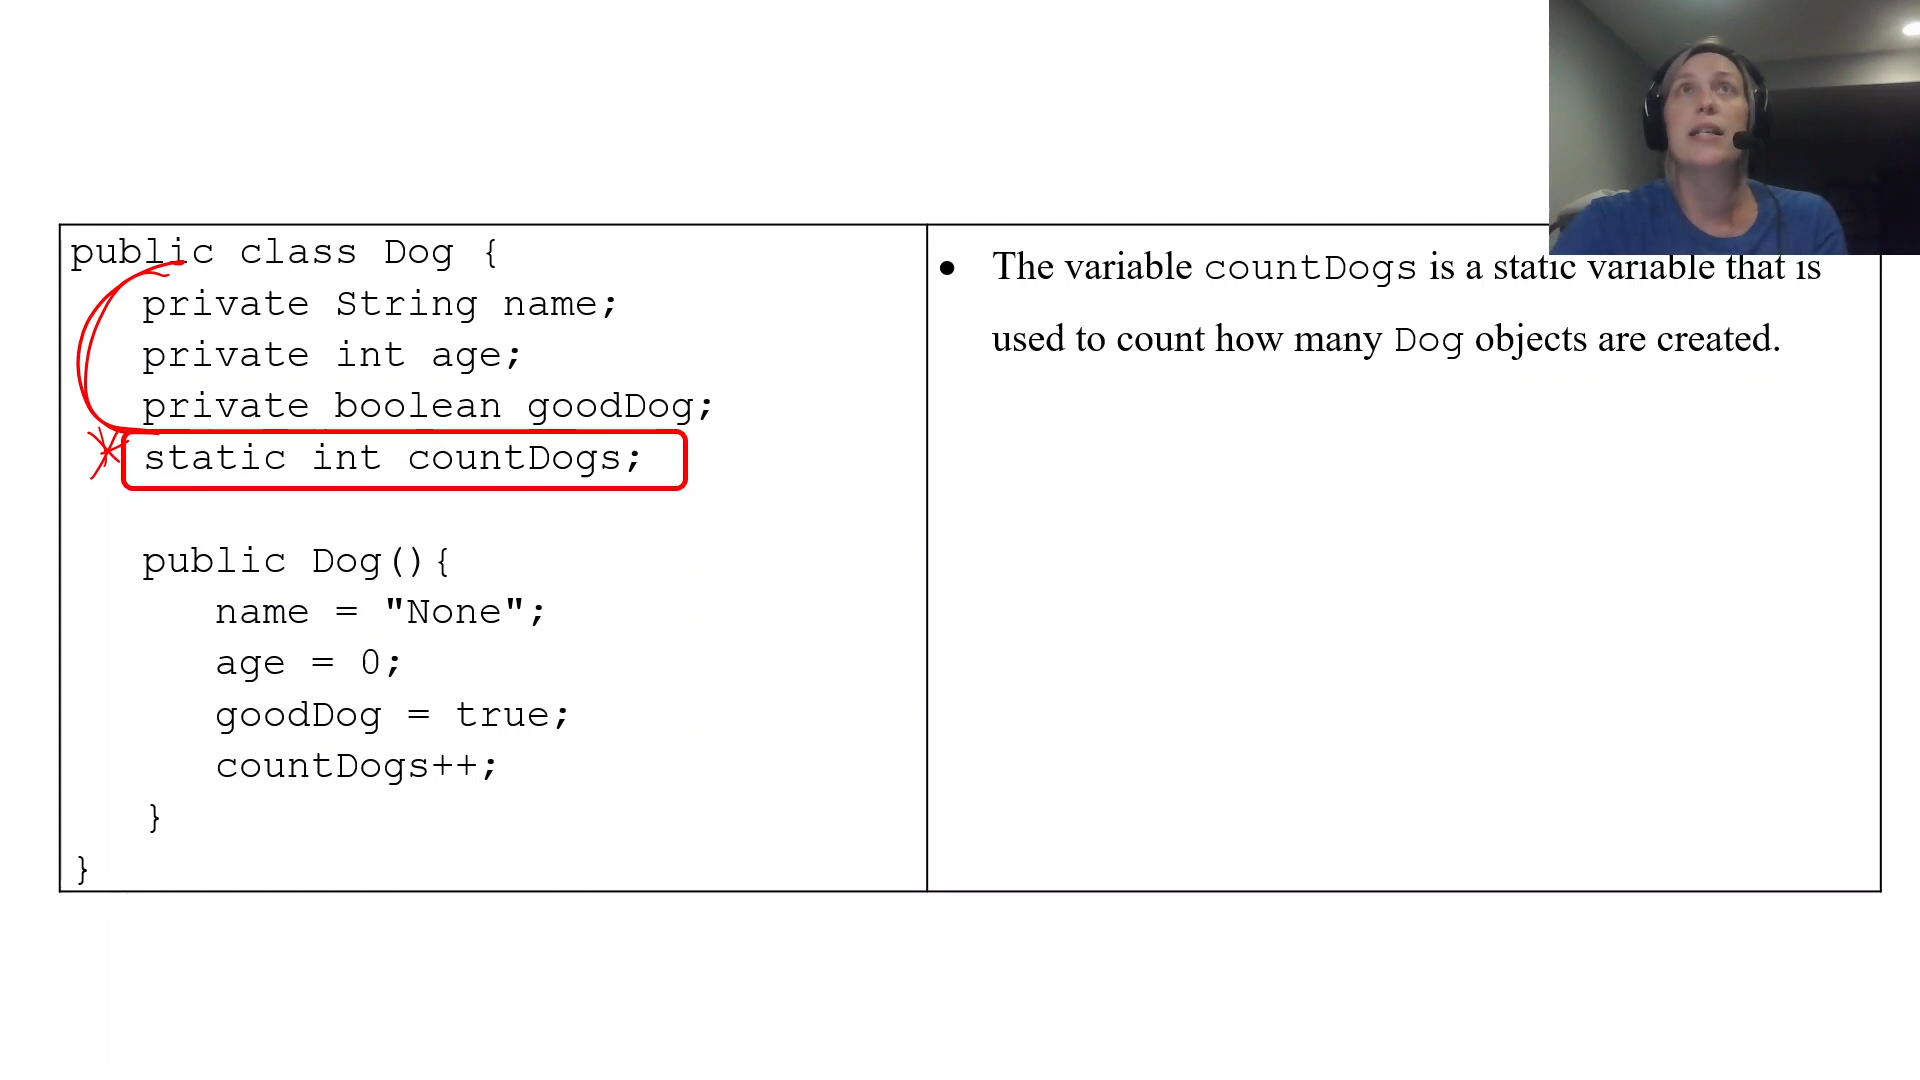 public class Dog {
private String name;
private int age;
private boolean goodDog;
static int countDogs;
public Dog(){
name = "None";
age = 0;
goodDog = true;
countDogs++;
}
}
• The variable countDogs is a static variable that is
used to count how many Dog objects are created.